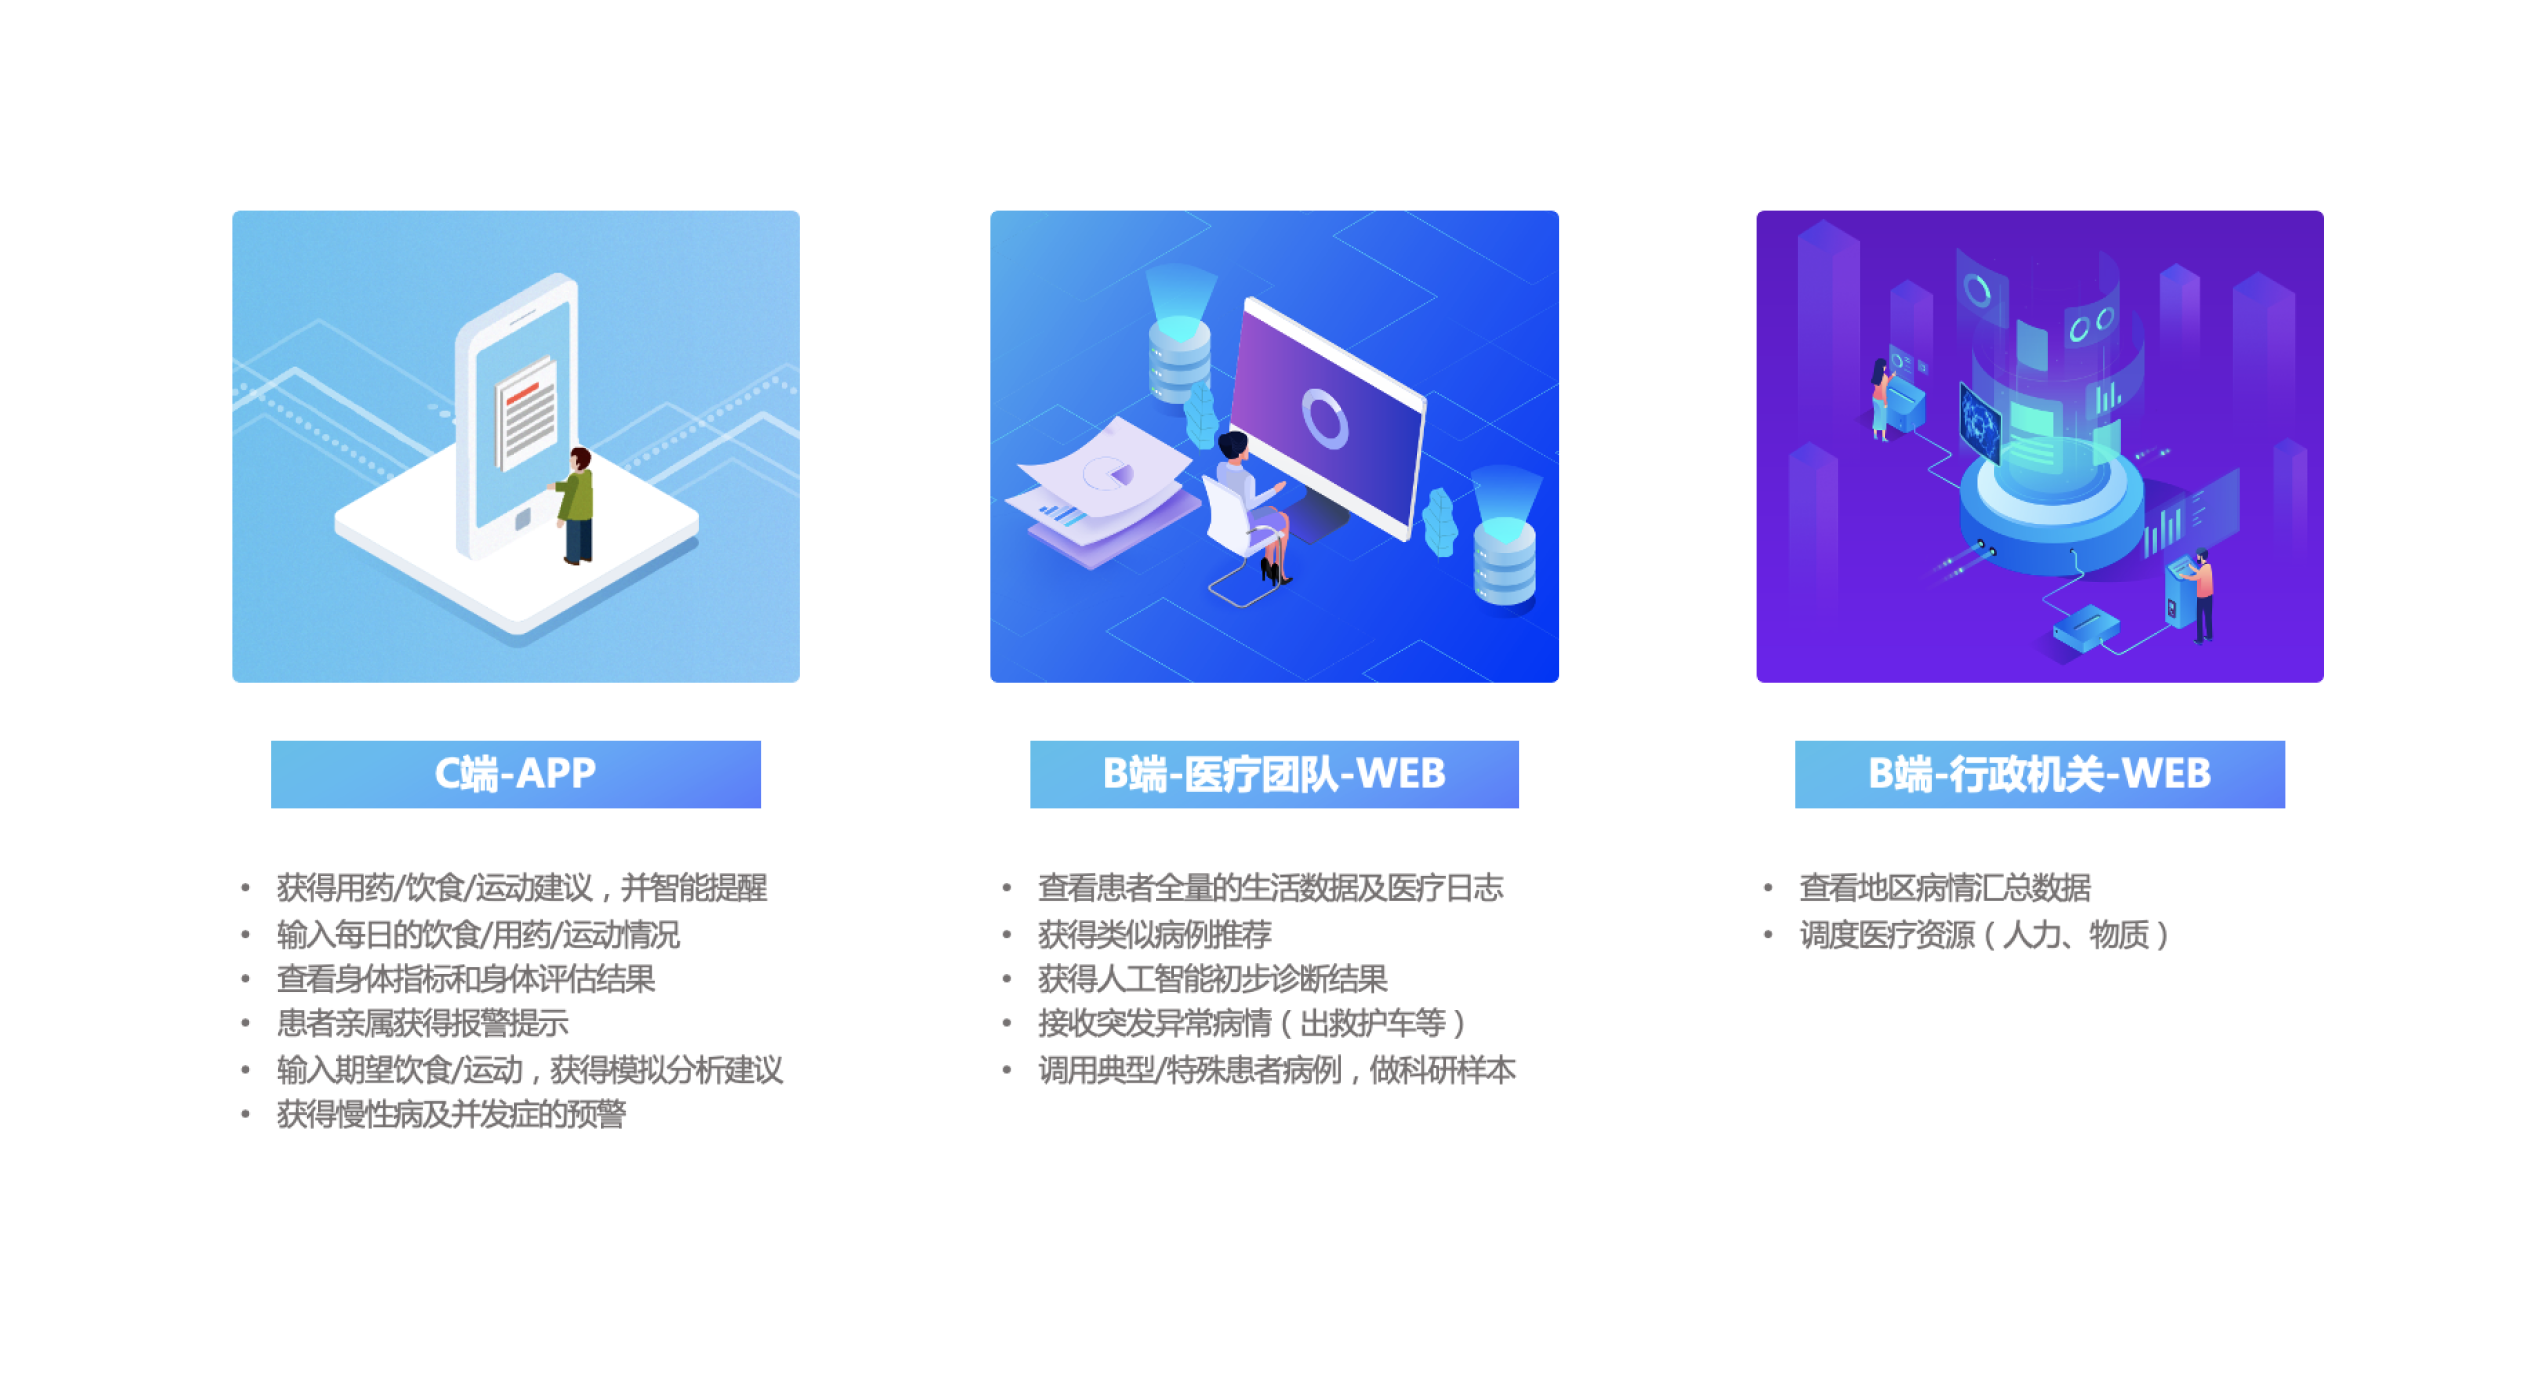 C端-APP
• 获得用药/饮食/运动建议，并智能提醒
• 输入每日的饮食/用药/运动情况
• 查看身体指标和身体评估结果
• 患者亲属获得报警提示
• 输入期望饮食/运动，获得模拟分析建议
• 获得慢性病及并发症的预警
B端-医疗团队-WEB
• 查看患者全量的生活数据及医疗日志
• 获得类似病例推荐
• 获得人工智能初步诊断结果
• 接收突发异常病情（出救护车等）
• 调用典型/特殊患者病例，做科研样本
B端-行政机关-WEB
• 查看地区病情汇总数据
• 调度医疗资源（人力、物质）